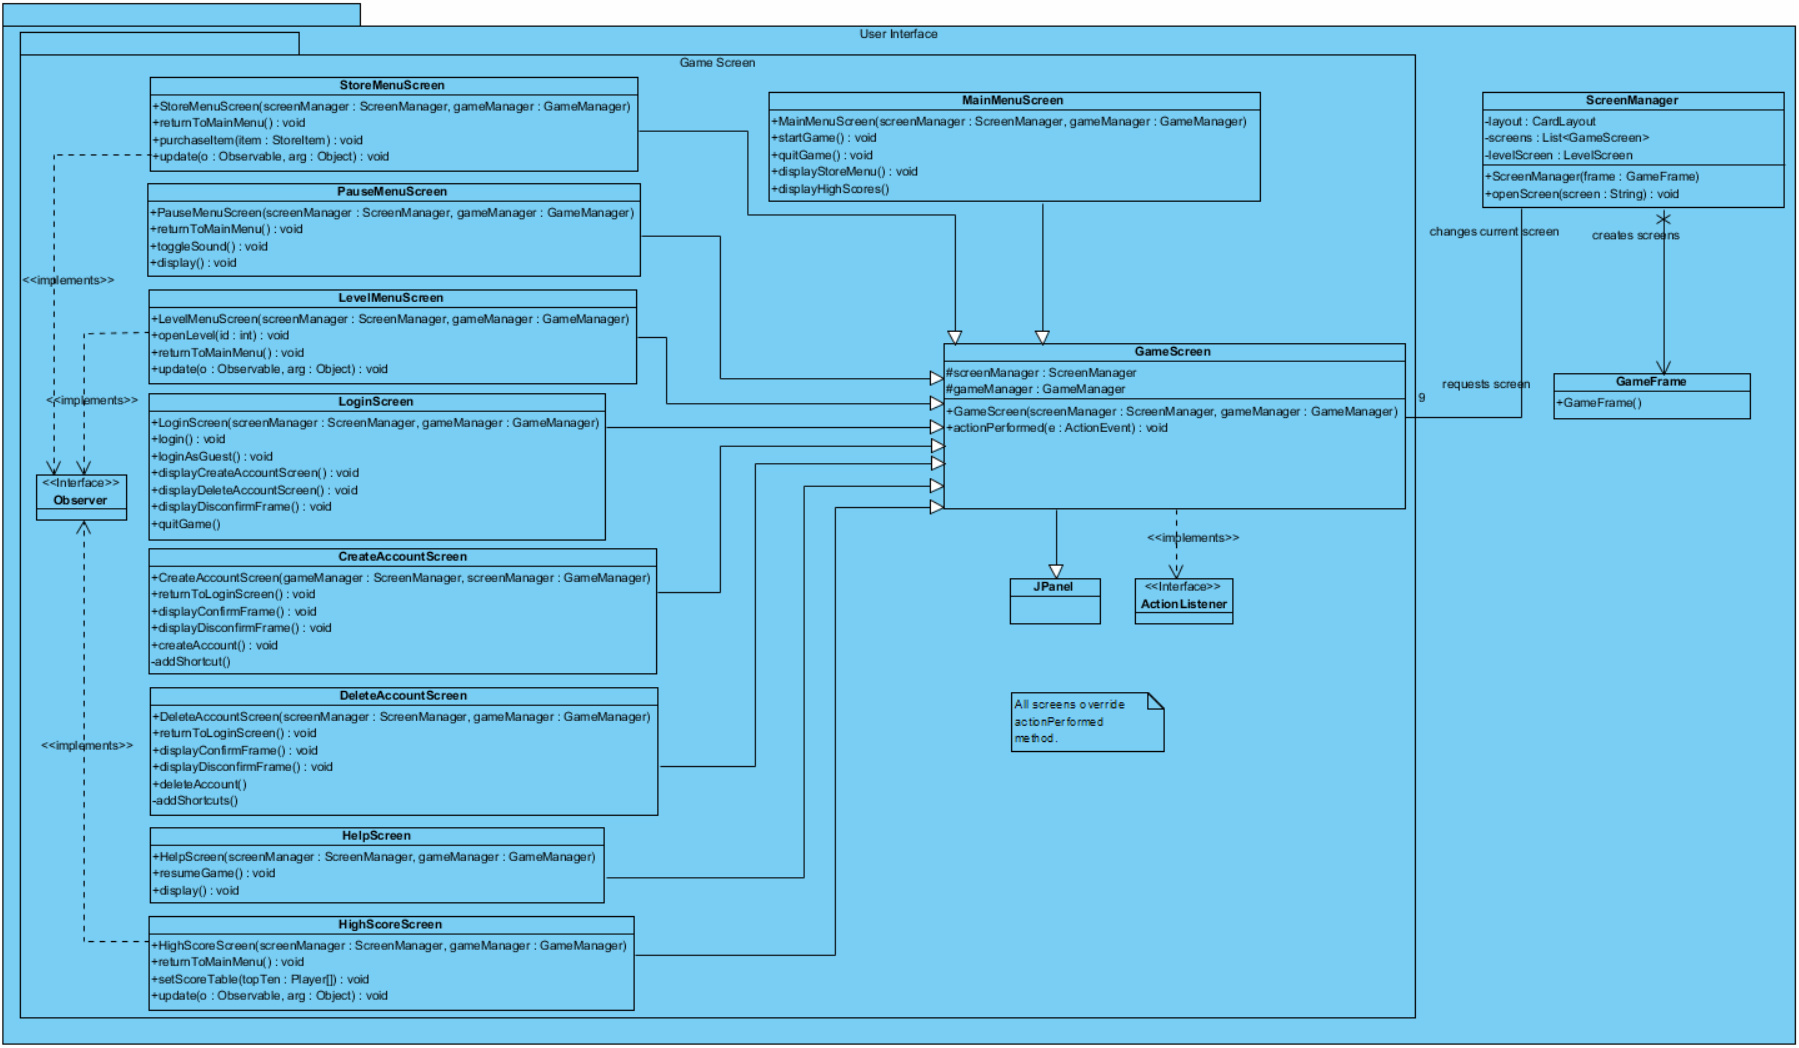 User Interface
Game Screen
StoreMenuScreen
+StoreMenuScreen(screenManager : ScreenManager, gameManager : GameManager)
+returnToMainMenu() : void
+purchaseItem(item : StoreItem) : void
+update(o : Observable, arg : Object) : void
MainMenuScreen
+MainMenuScreen(screenManager : ScreenManager, gameManager : GameManager)
+startGame() : void
+quitGame() : void
+displayStoreMenu() : void
+displayHighScores()
ScreenManager
-layout : CardLayout
-screens : List<GameScreen>
-levelScreen : LevelScreen
+ScreenManager(frame : GameFrame)
+openScreen(screen : String) : void
PauseMenuScreen
+PauseMenuScreen(screenManager : ScreenManager, gameManager : GameManager)
+returnToMainMenu() : void
+toggleSound() : void
+display() : void
changes current screen
creates screens
<<implements>>
LevelMenuScreen
+LevelMenuScreen(screenManager : ScreenManager, gameManager : GameManager)
+openLevel(id : int) : void
+returnToMainMenu() : void
+update(o : Observable, arg : Object) : void
GameScreen
#screenManager : ScreenManager
#gameManager : GameManager
+GameScreen(screenManager : ScreenManager, gameManager : GameManager)
+actionPerformed(e : ActionEvent) : void
requests screen
9
GameFrame
+GameFrame()
<<implements>>
LoginScreen
+LoginScreen(screenManager : ScreenManager, gameManager : GameManager)
+login() : void
+loginAsGuest() : void
+displayCreateAccountScreen() : void
+displayDeleteAccountScreen() : void
+displayDisconfirmFrame() : void
+quitGame()
<<Interface>>
Observer
<<implements>>
JPanel
<<Interface>>
ActionListener
CreateAccountScreen
+CreateAccountScreen(gameManager : ScreenManager, screenManager : GameManager)
+returnToLoginScreen() : void
+displayConfirmFrame() : void
+displayDisconfirmFrame() : void
+createAccount() : void
-addShortcut()
DeleteAccountScreen
+DeleteAccountScreen(screenManager : ScreenManager, gameManager : GameManager)
+returnToLoginScreen() : void
+displayConfirmFrame() : void
+displayDisconfirmFrame() : void
+deleteAccount()
-addShortcuts()
All screens override
actionPerformed
method.
<<implements>>
HelpScreen
+HelpScreen(screenManager : ScreenManager, gameManager : GameManager)
+resumeGame() : void
+display() : void
HighScoreScreen
+HighScoreScreen(screenManager : ScreenManager, gameManager : GameManager)
+returnToMainMenu() : void
+setScoreTable(topTen : Player[]) : void
+update(o : Observable, arg : Object) : void